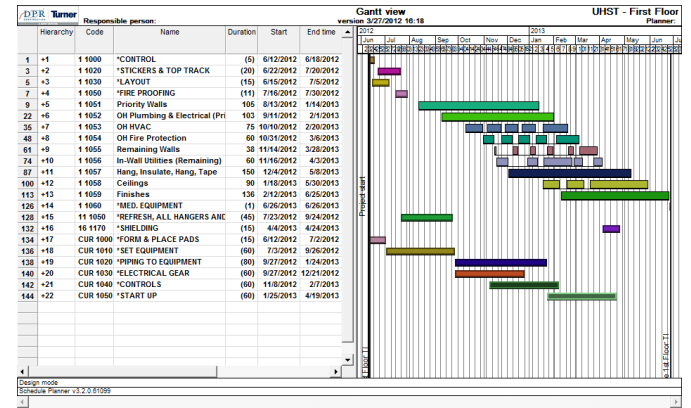 DPR Turner
Responsible person:
Gantt view
version 3/27/2012 16:18
UHST - First Floor
Planner:
Hierarchy Code Name Duration Start End time
2012 2013
Jun Jul Aug Sep Oct Nov Dec Jan Feb Mar Apr May Jun
1 +1 1 1000 *CONTROL (5) 6/12/2012 6/18/2012
3 +2 1 1020 *STICKERS & TOP TRACK (20) 6/22/2012 7/20/2012
5 +3 1 1030 *LAYOUT (15) 6/15/2012 7/5/2012
7 +4 1 1050 *FIRE PROOFING (11) 7/16/2012 7/30/2012
9 +5 1 1051 Priority Walls 105 8/13/2012 1/14/2013
22 +6 1 1052 OH Plumbing & Electrical (Pri 103 9/11/2012 2/1/2013
35 +7 1 1053 OH HVAC 75 10/10/2012 2/20/2013
48 +8 1 1054 OH Fire Protection 60 10/31/2012 3/6/2013
61 +9 1 1055 Remaining Walls 38 11/14/2012 3/28/2013
74 +10 1 1056 In-Wall Utilities (Remaining) 60 11/16/2012 4/3/2013
87 +11 1 1057 Hang, Insulate, Hang, Tape 150 12/4/2012 5/8/2013
100 +12 1 1058 Ceilings 90 1/18/2013 5/30/2013
113 +13 1 1059 Finishes 136 2/12/2013 6/25/2013
126 +14 1 1060 *MED. EQUIPMENT (1) 6/26/2013 6/26/2013
128 +15 11 1050 *REFRESH, ALL HANGERS AND (45) 7/23/2012 9/24/2012
132 +16 16 1170 *SHIELDING (15) 4/4/2013 4/24/2013
134 +17 CUR 1000 *FORM & PLACE PADS (15) 6/12/2012 7/2/2012
136 +18 CUR 1010 *SET EQUIPMENT (60) 7/3/2012 9/26/2012
138 +19 CUR 1020 *PIPING TO EQUIPMENT (80) 9/27/2012 1/24/2013
140 +20 CUR 1030 *ELECTRICAL GEAR (60) 9/27/2012 12/21/2012
142 +21 CUR 1040 *CONTROLS (60) 11/8/2012 2/7/2013
144 +22 CUR 1050 *START UP (60) 1/25/2013 4/19/2013
Project start
Floor TI
1st Floor TI
Design mode
Schedule Planner v3.2.0.61099